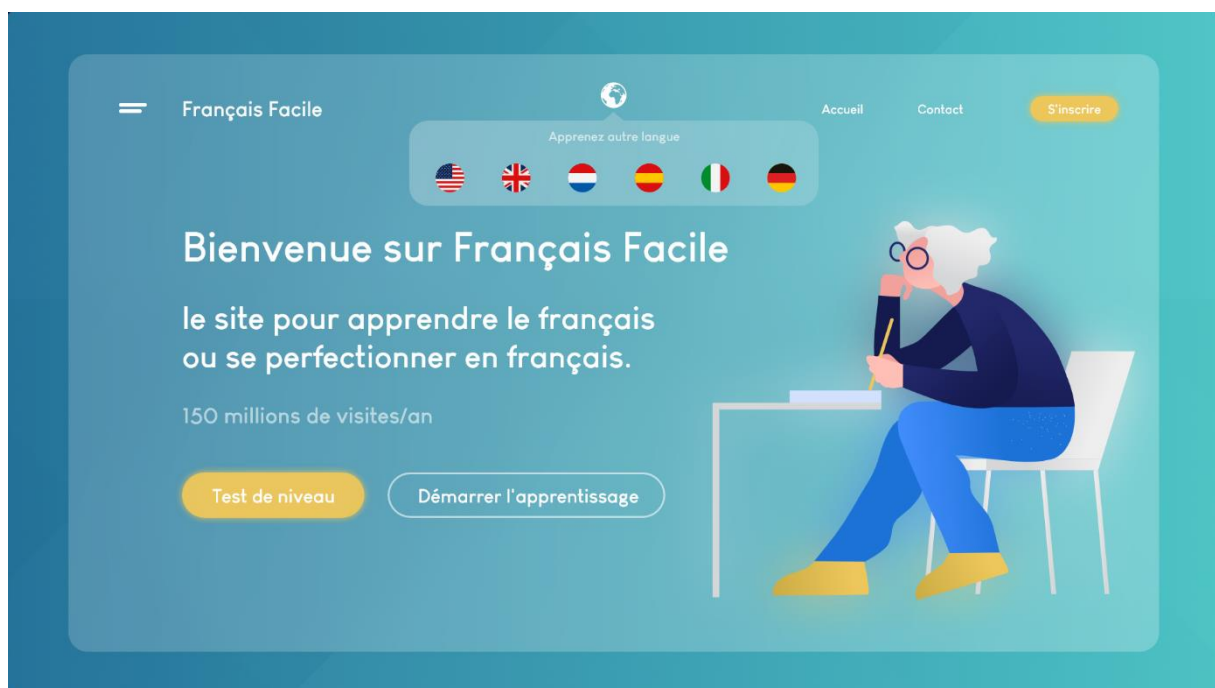 Français Facile
Accueil
Contact
S'inscrire
Apprenez autre langue
Bienvenue sur Français Facile
le site pour apprendre le français
ou se perfectionner en français.
150 millions de visites/an
Test de niveau
Démarrer l'apprentissage